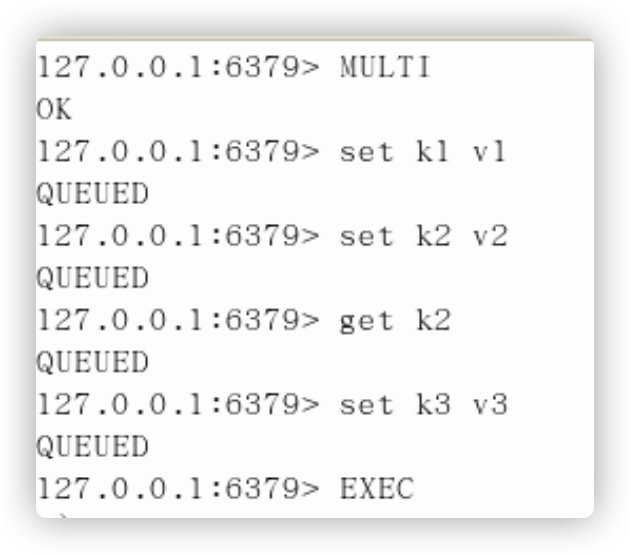 127.0.0.1:6379> MULTI
OK
127.0.0.1:6379> set k1 v1
QUEUED
127.0.0.1:6379> set k2 v2
QUEUED
127.0.0.1:6379> get k2
QUEUED
127.0.0.1:6379> set k3 v3
QUEUED
127.0.0.1:6379> EXEC